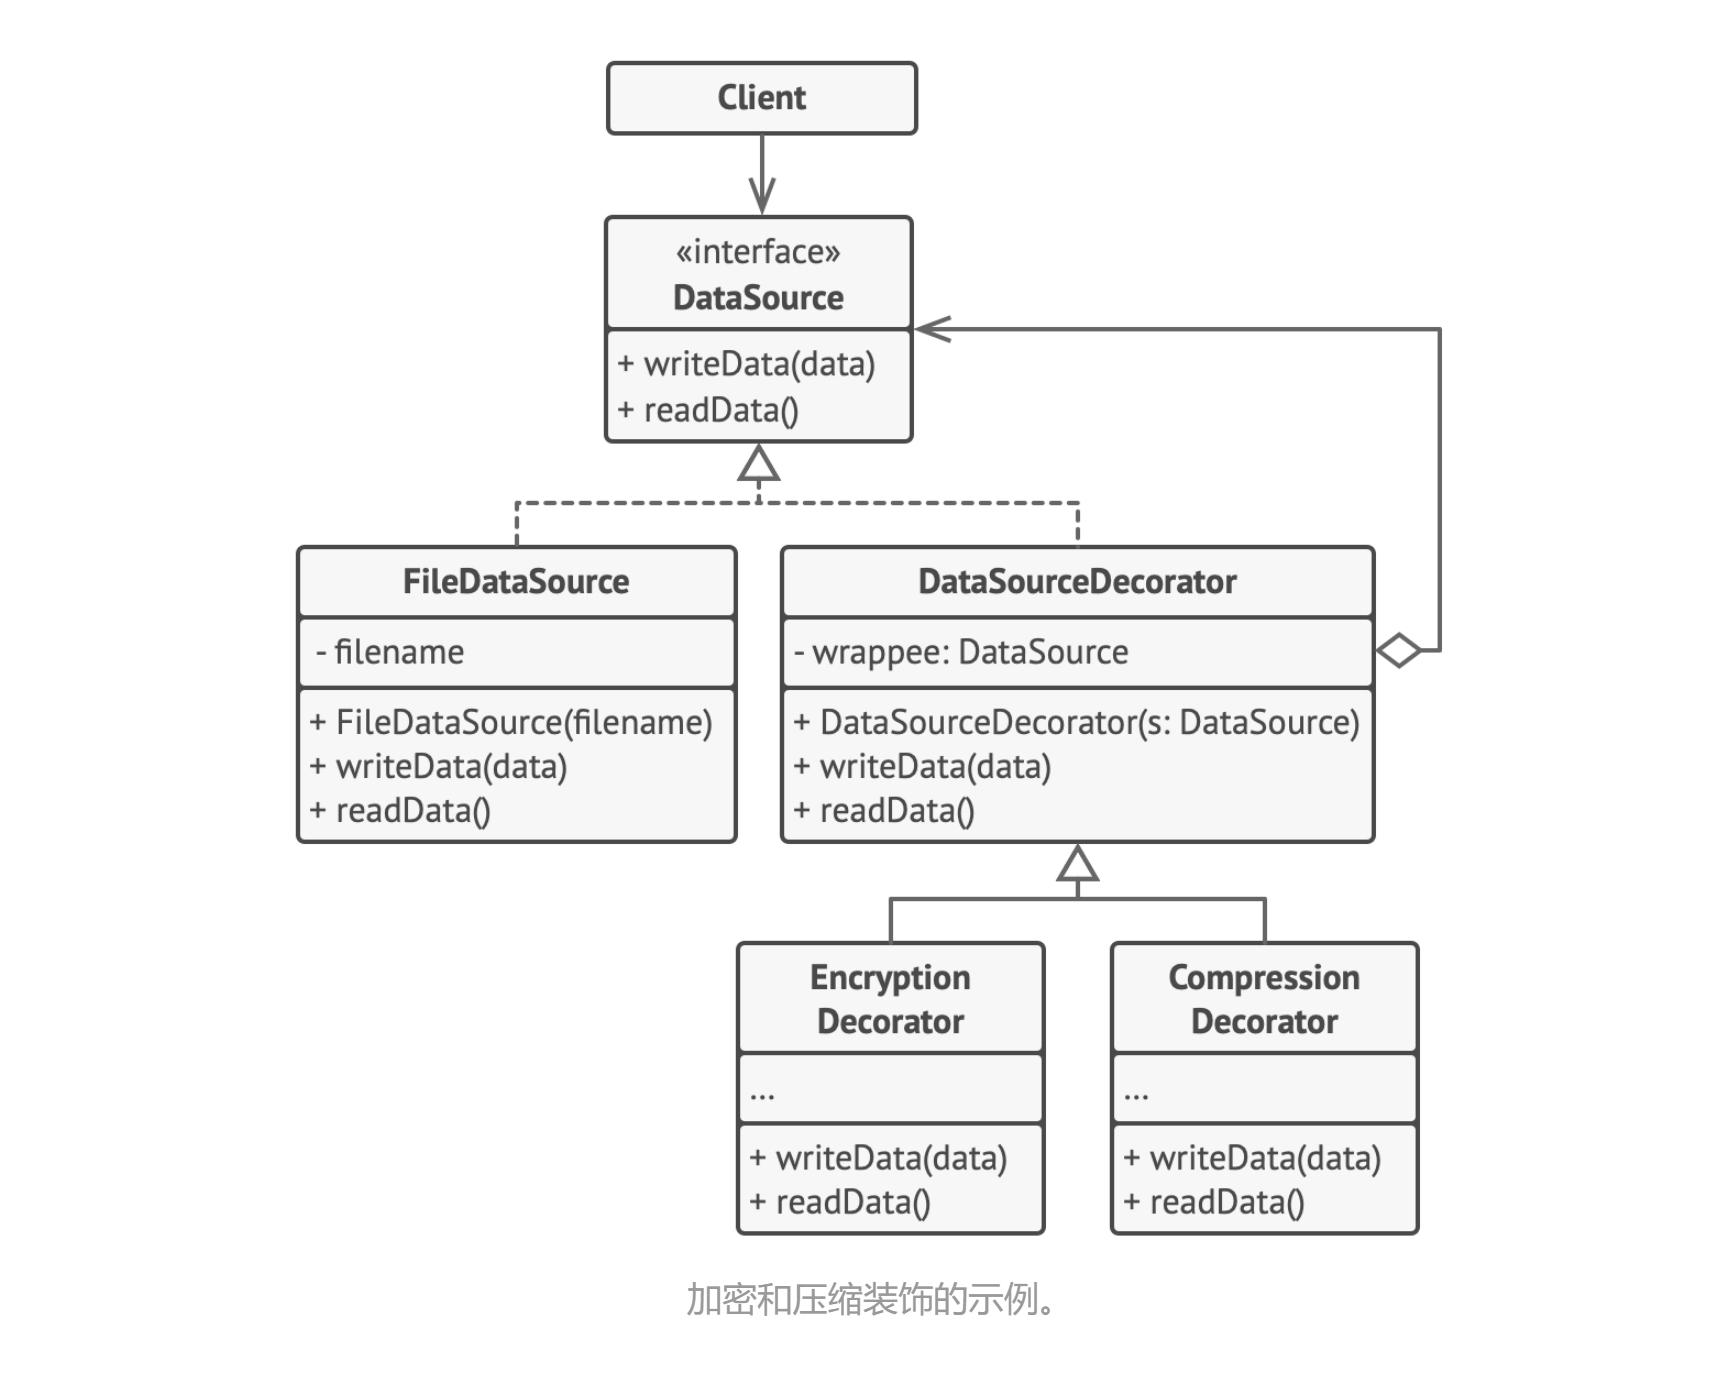 Client
«interface»
DataSource
+ writeData(data)
+ readData()
FileDataSource
- filename
+ FileDataSource(filename)
+ writeData(data)
+ readData()
DataSourceDecorator
- wrappee: DataSource
+ DataSourceDecorator(s: DataSource)
+ writeData(data)
+ readData()
Encryption
Decorator
...
+ writeData(data)
+ readData()
Compression
Decorator
...
+ writeData(data)
+ readData()
加密和压缩装饰的示例。